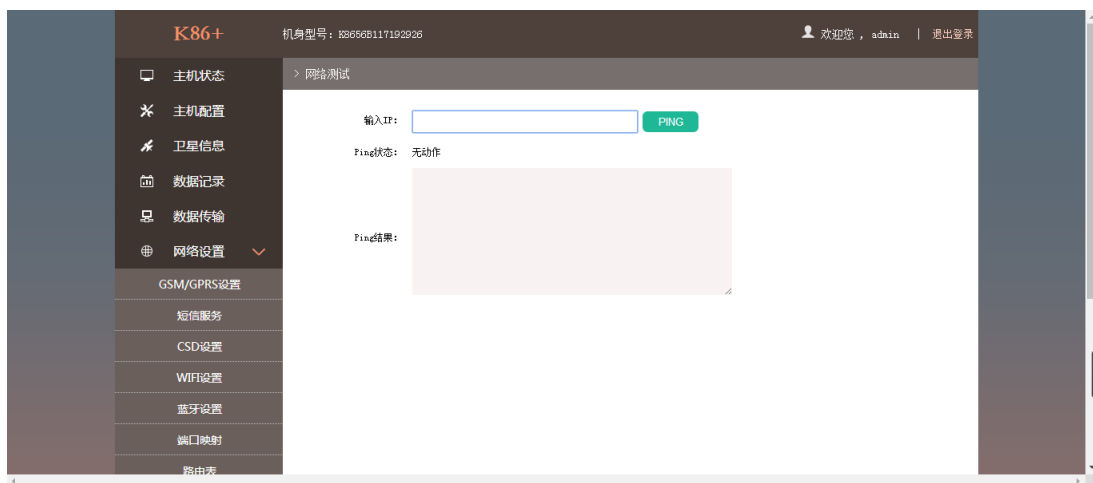 K86+
机身型号：K8656B117192926
欢迎您 ，admin | 退出登录
主机状态
主机配置
卫星信息
数据记录
数据传输
网络设置
GSM/GPRS设置
短信服务
CSD设置
WIFI设置
蓝牙设置
端口映射
路由表
> 网络测试
输入IP：
PING
Ping状态： 无动作
Ping结果：